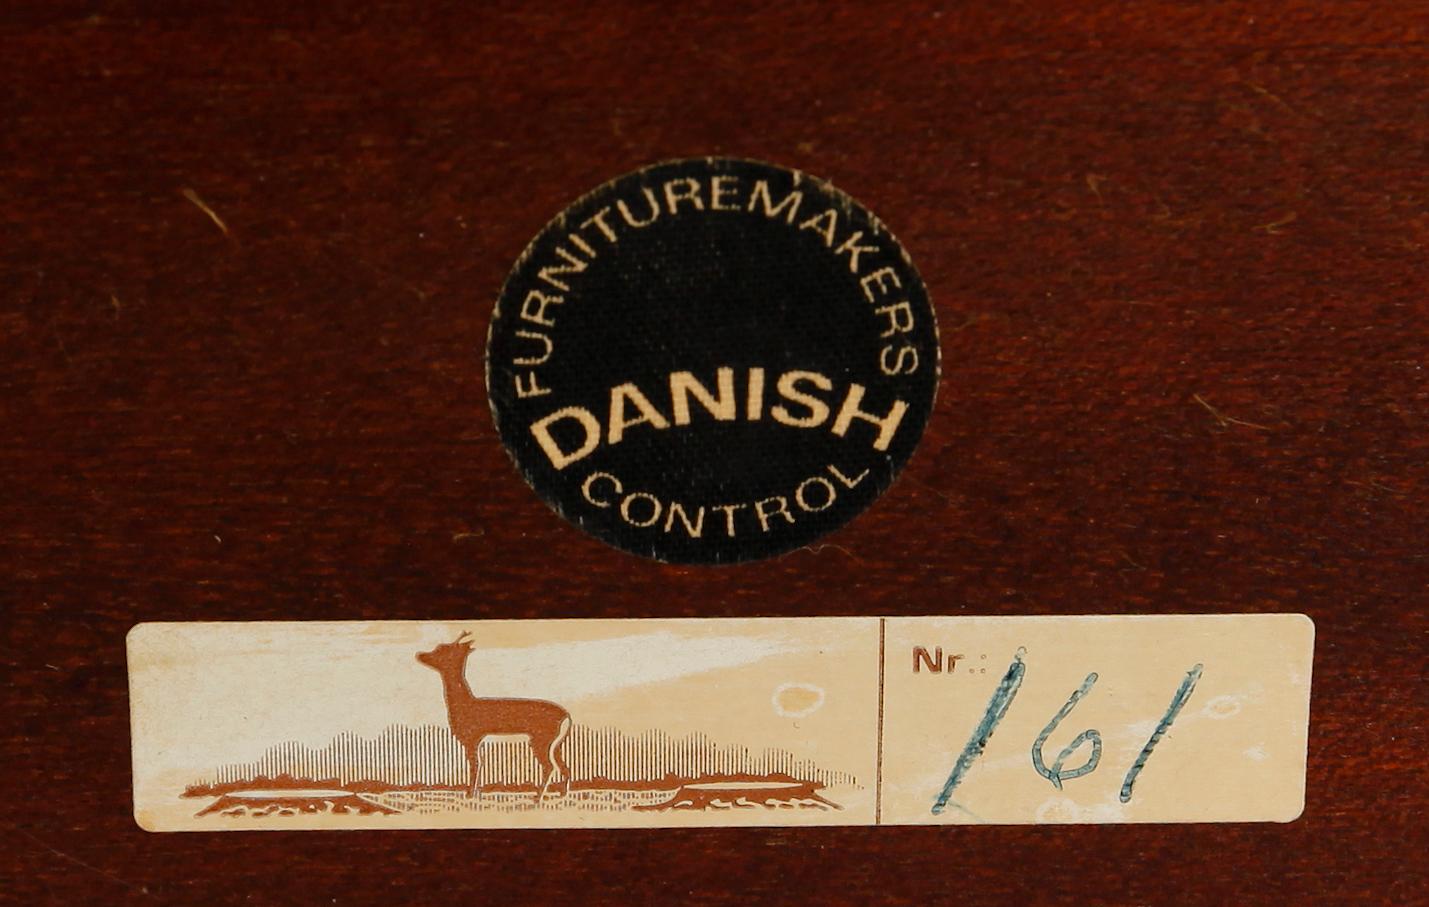 FURNITUREMAKERS
DANISH
CONTROL
Nr.: 161